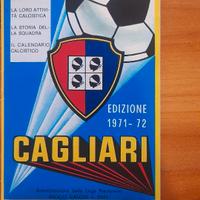 LA LORO ATTIVI-
TÀ CALCISTICA
LA STORIA DEL-
LA SQUADRA
IL CALENDARIO
CALCISTICO
EDIZIONE
1971-72
CAGLIARI